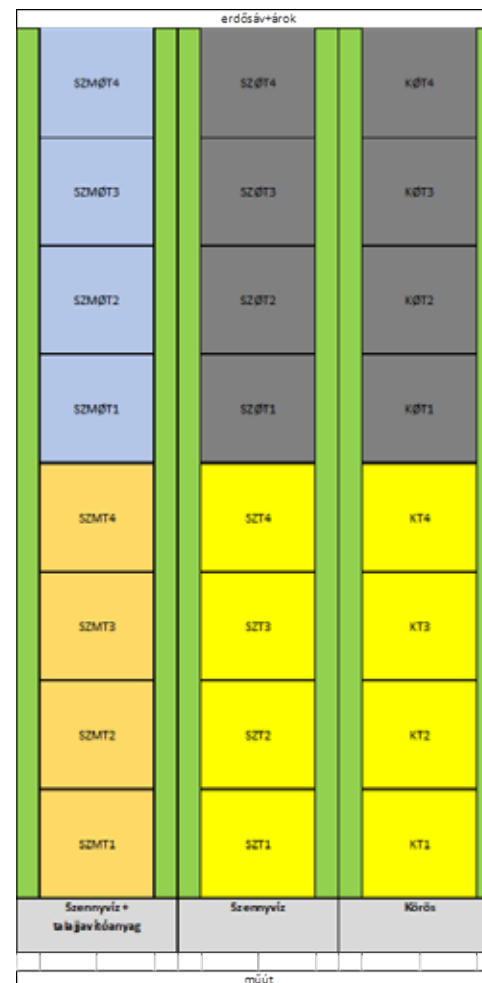 erdősáv+árok
SZMØT4 SZØT4 KØT4
SZMØT3 SZØT3 KØT3
SZMØT2 SZØT2 KØT2
SZMØT1 SZØT1 KØT1
SZMT4 SZT4 KT4
SZMT3 SZT3 KT3
SZMT2 SZT2 KT2
SZMT1 SZT1 KT1
Szennyvíz + Szennyvíz Körös
talajjavítóanyag
műút